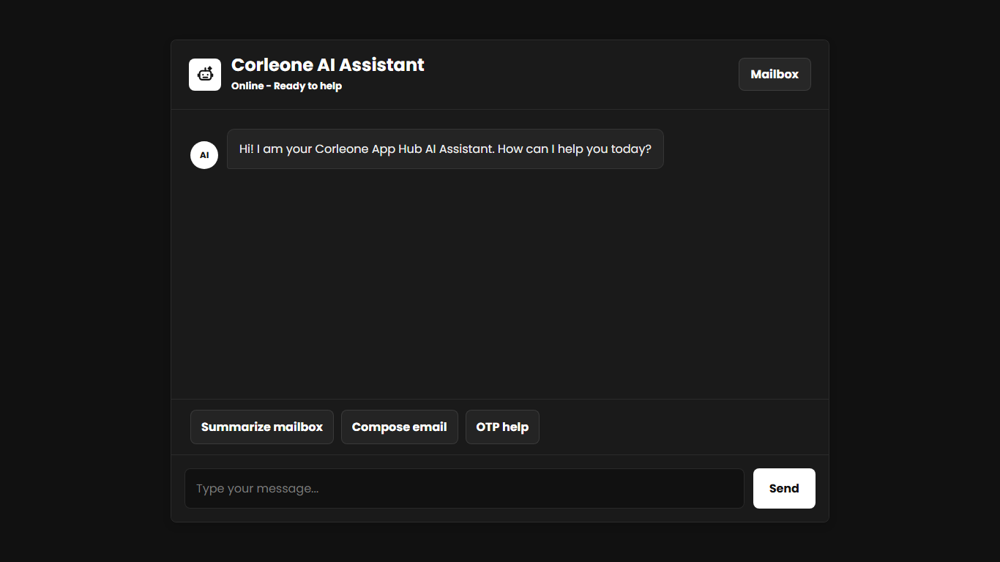 Corleone AI Assistant
Online - Ready to help
Mailbox
AI
Hi! I am your Corleone App Hub AI Assistant. How can I help you today?
Summarize mailbox
Compose email
OTP help
Type your message...
Send